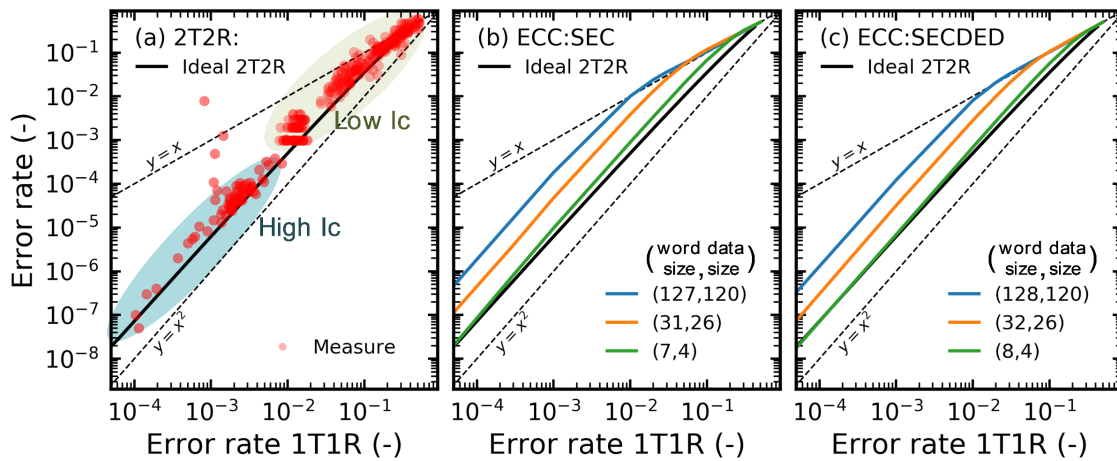 (a) 2T2R:
Ideal 2T2R
Low Ic
y = x
High Ic
y = x²
Measure
10⁻¹
10⁻²
10⁻³
10⁻⁴
10⁻⁵
10⁻⁶
10⁻⁷
10⁻⁸
Error rate (-)
10⁻⁴ 10⁻³ 10⁻² 10⁻¹
Error rate 1T1R (-)
(b) ECC:SEC
Ideal 2T2R
y = x
(word data
size, size)
(127,120)
(31,26)
(7,4)
y = x²
10⁻⁴ 10⁻³ 10⁻² 10⁻¹
Error rate 1T1R (-)
(c) ECC:SECDED
Ideal 2T2R
y = x
(word data
size, size)
(128,120)
(32,26)
(8,4)
y = x²
10⁻⁴ 10⁻³ 10⁻² 10⁻¹
Error rate 1T1R (-)